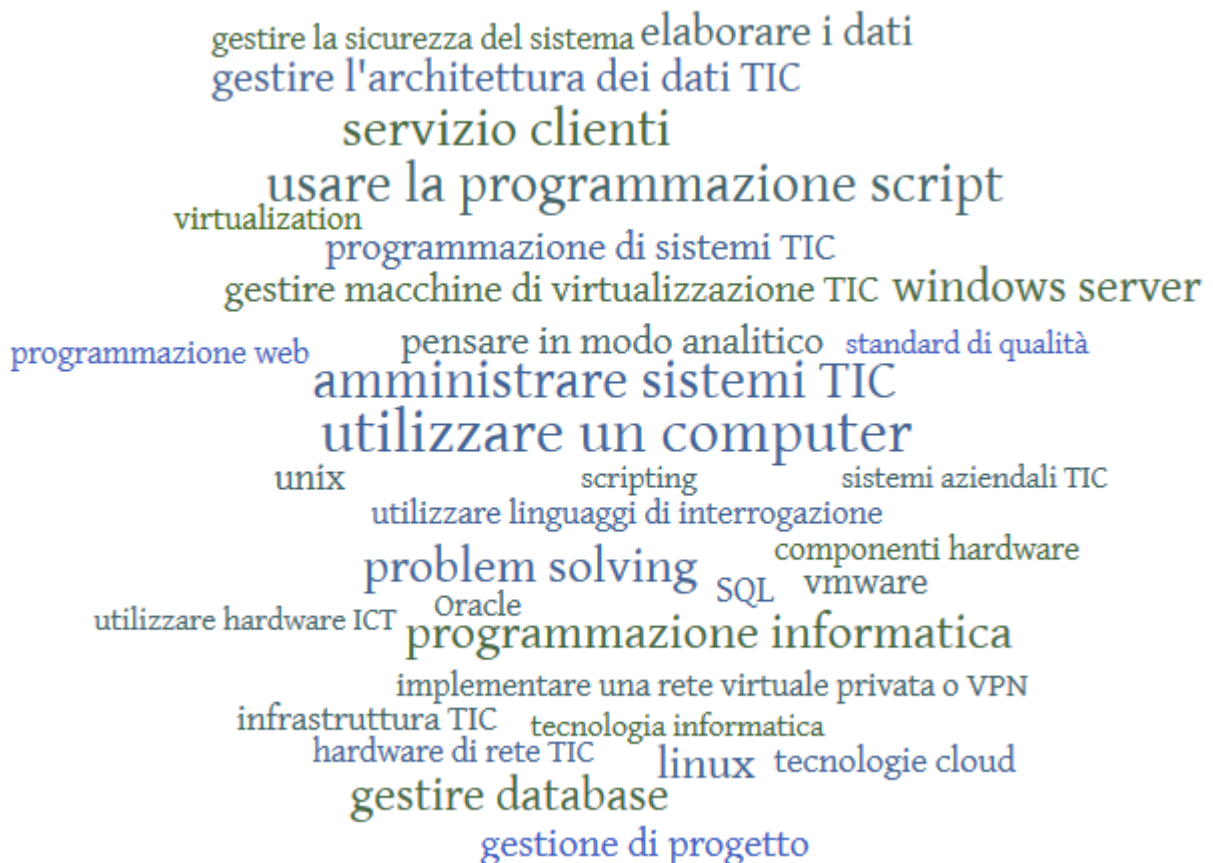 gestire la sicurezza del sistema elaborare i dati
gestire l'architettura dei dati TIC
servizio clienti
usare la programmazione script
virtualization
programmazione di sistemi TIC
gestire macchine di virtualizzazione TIC windows server
programmazione web pensare in modo analitico standard di qualità
amministrare sistemi TIC
utilizzare un computer
unix scripting sistemi aziendali TIC
utilizzare linguaggi di interrogazione
componenti hardware
problem solving SQL vmware
utilizzare hardware ICT Oracle
programmazione informatica
implementare una rete virtuale privata o VPN
infrastruttura TIC tecnologia informatica
hardware di rete TIC linux tecnologie cloud
gestire database
gestione di progetto